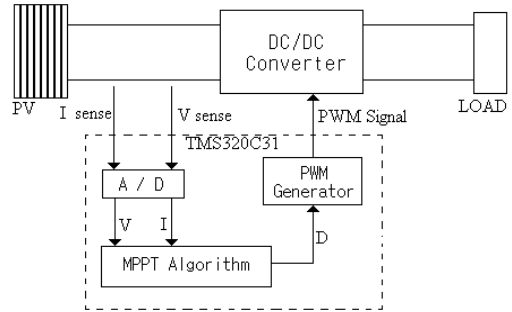 DC/DC
Converter
PV
I sense
V sense
PWM Signal
LOAD
TMS320C31
A / D
PWM
Generator
V
I
D
MPPT Algorithm